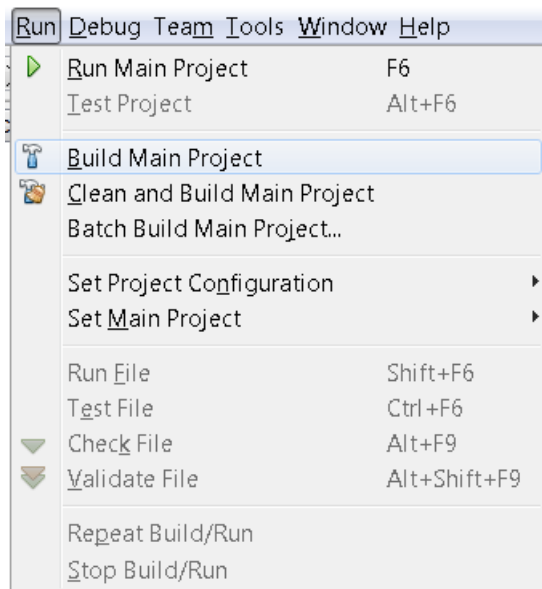 Run Debug Team Tools Window Help
Run Main Project F6
Test Project Alt+F6
Build Main Project
Clean and Build Main Project
Batch Build Main Project...
Set Project Configuration
Set Main Project
Run File Shift+F6
Test File Ctrl+F6
Check File Alt+F9
Validate File Alt+Shift+F9
Repeat Build/Run
Stop Build/Run